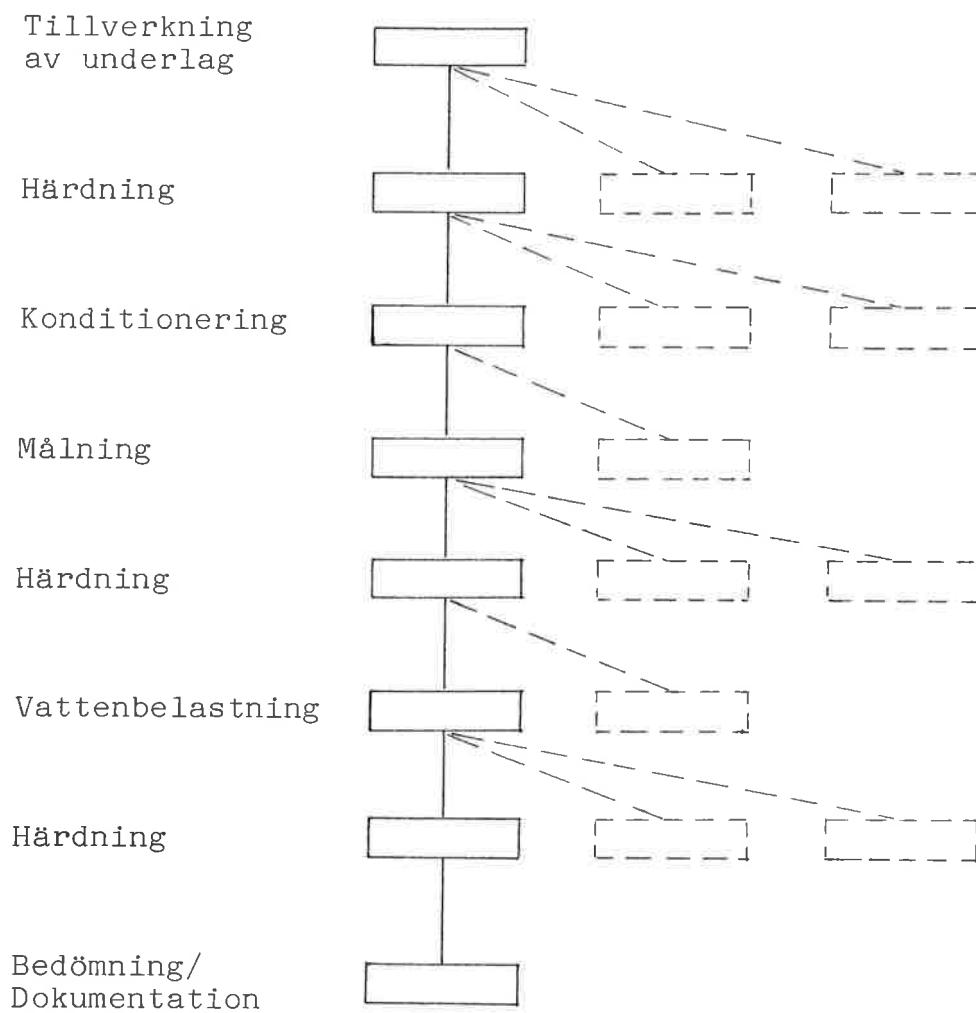 Tillverkning
av underlag
Härdning
Konditionering
Målning
Härdning
Vattenbelastning
Härdning
Bedömning/
Dokumentation